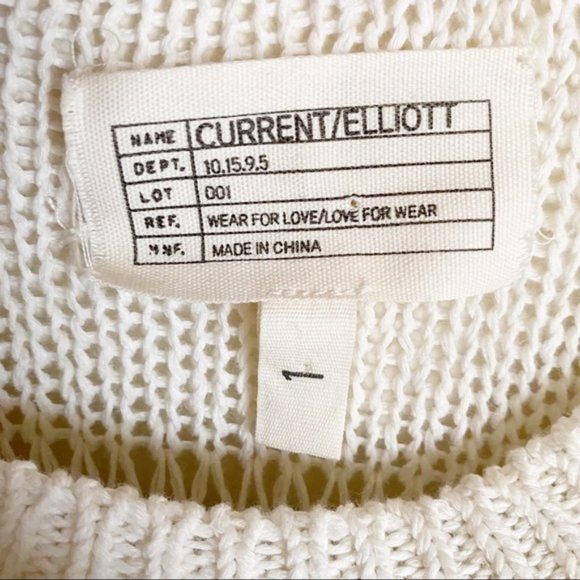 NAME CURRENT/ELLIOTT
DEPT. 10.15.9.5
LOT 001
REF. WEAR FOR LOVE/LOVE FOR WEAR
MNF. MADE IN CHINA
1